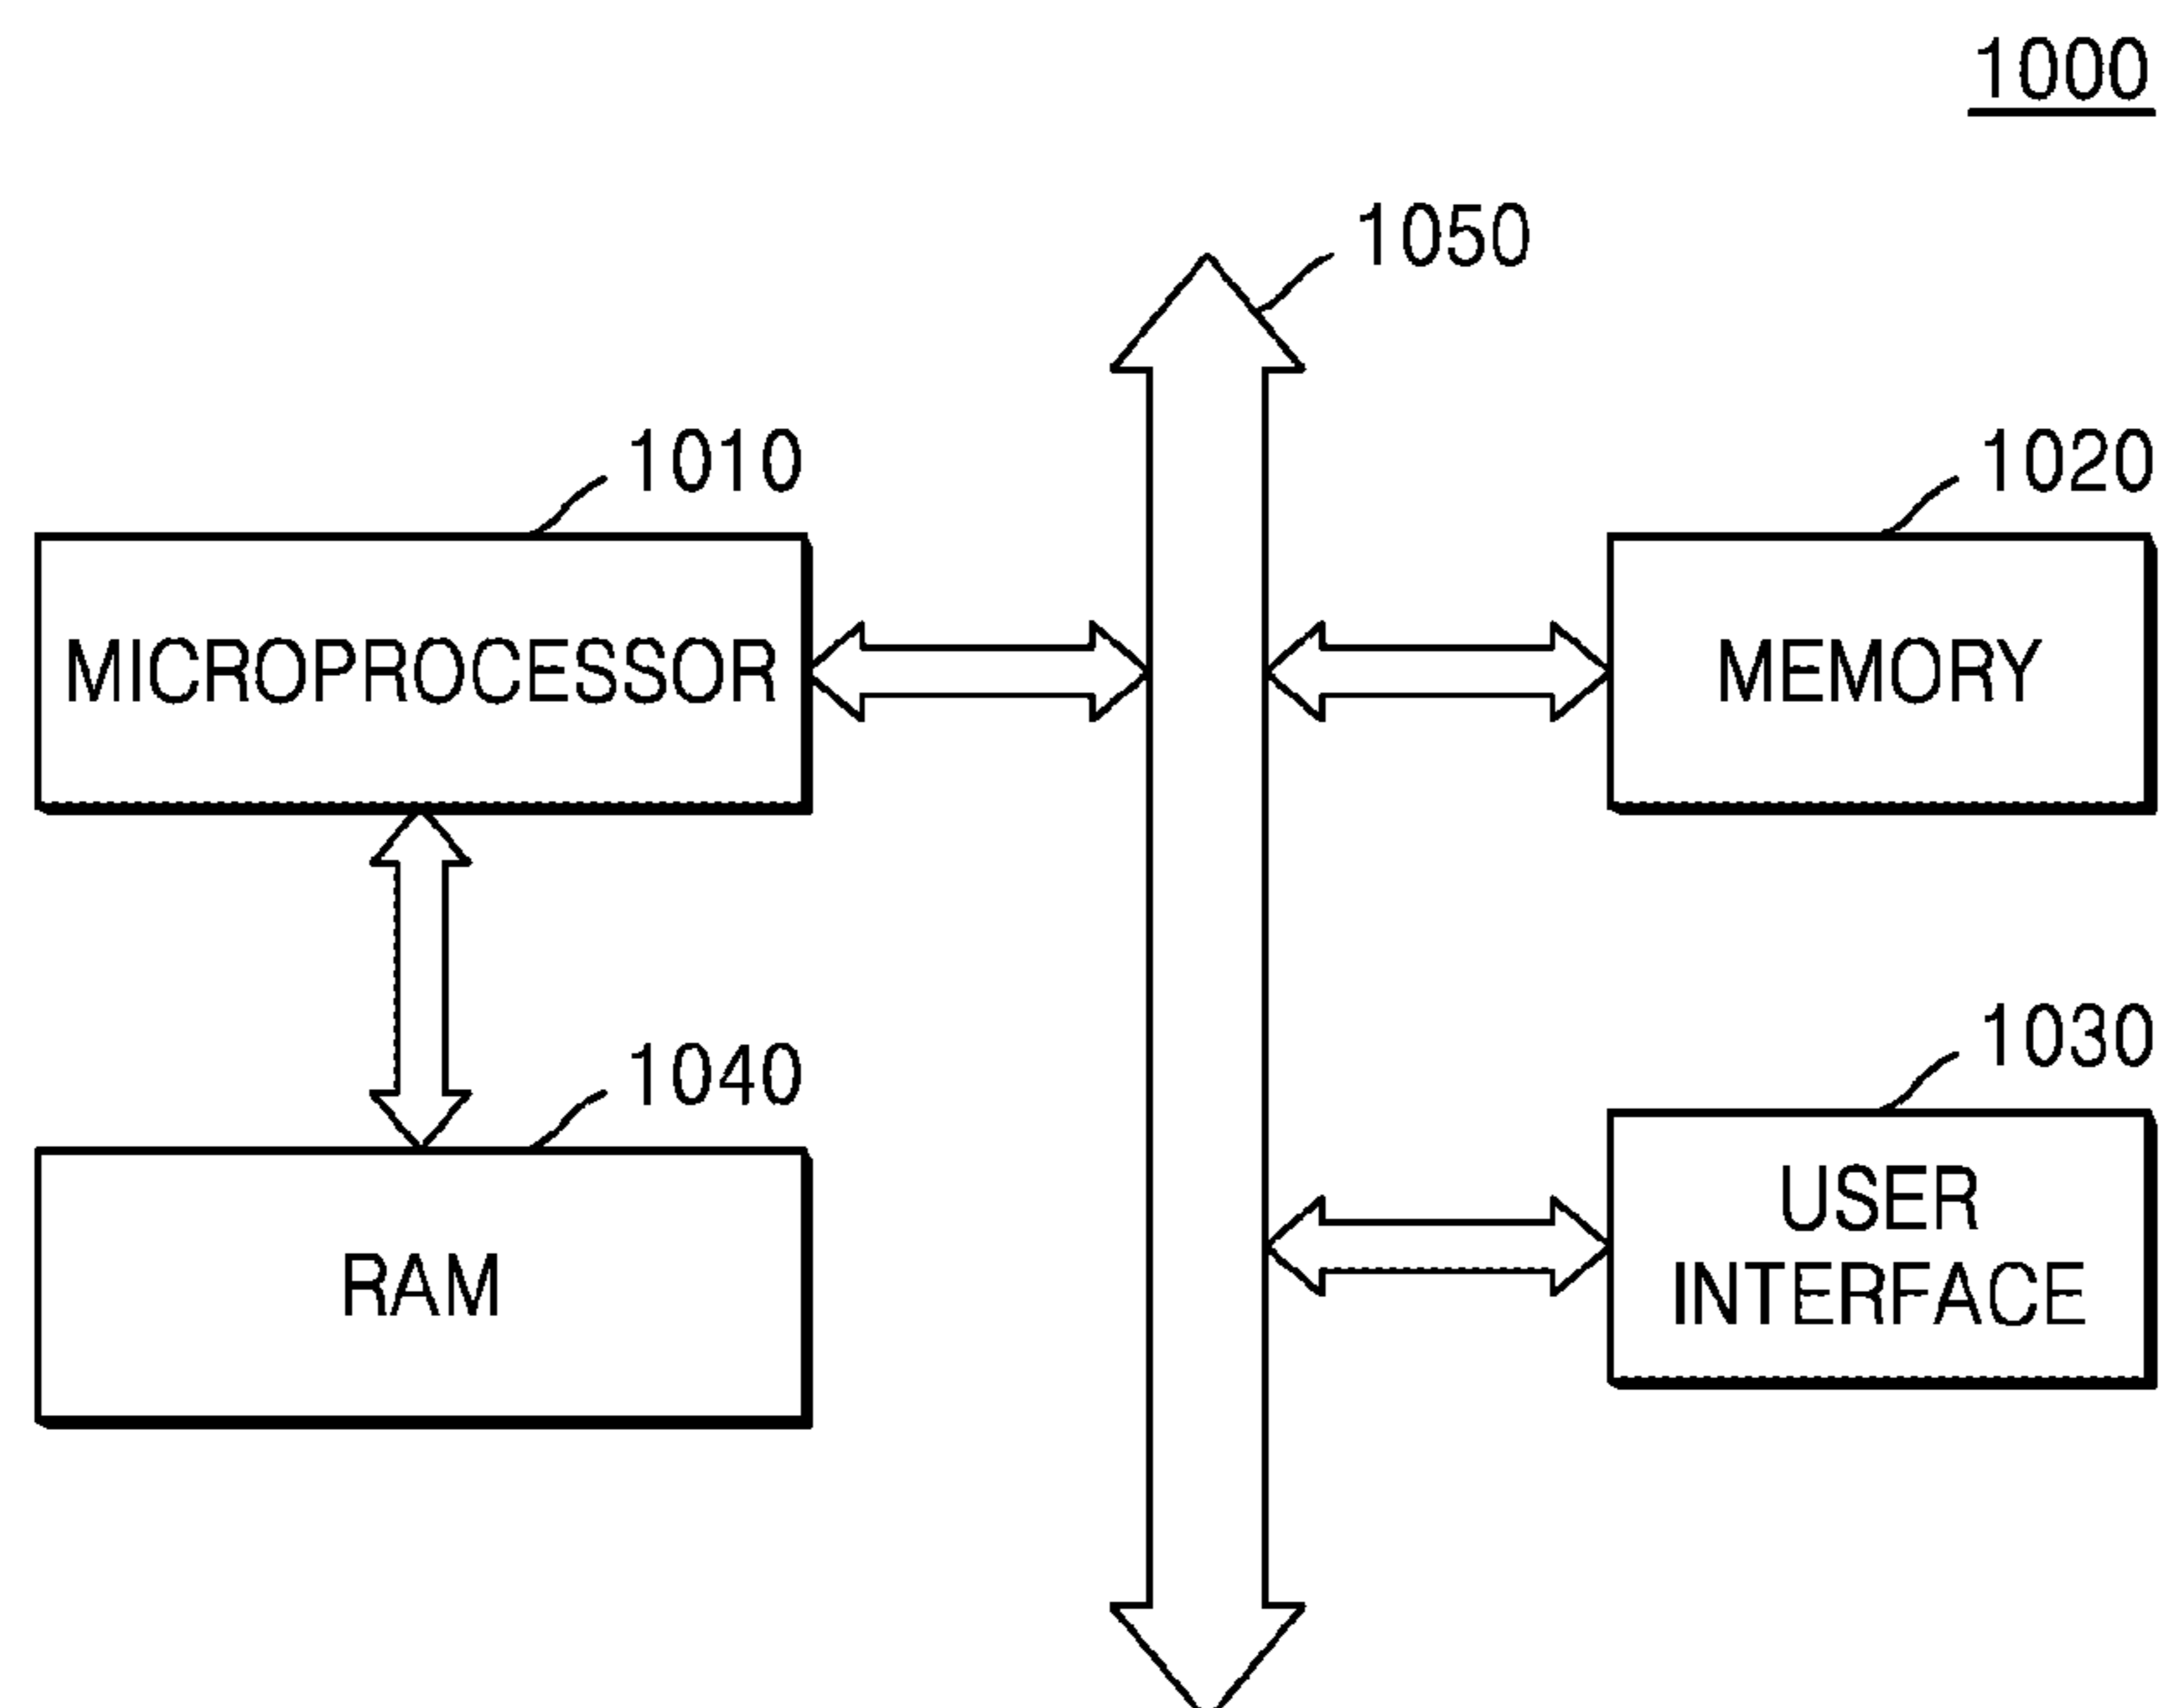 1000
1050
1010
1020
MICROPROCESSOR
MEMORY
1040
1030
RAM
USER
INTERFACE